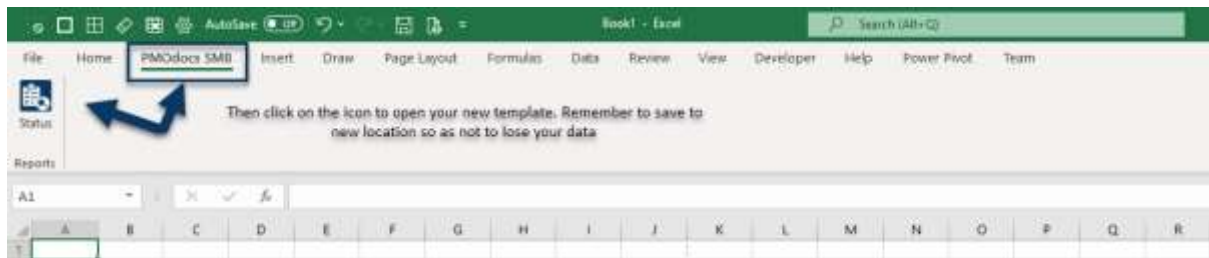 AutoSave Off Book1 - Excel Search (Alt+Q)
File Home PMOdocs SMB Insert Draw Page Layout Formulas Data Review View Developer Help Power Pivot Team
Then click on the icon to open your new template. Remember to save to
new location so as not to lose your data
Status
Reports
A1 fx
A B C D E F G H I J K L M N O P Q R
1